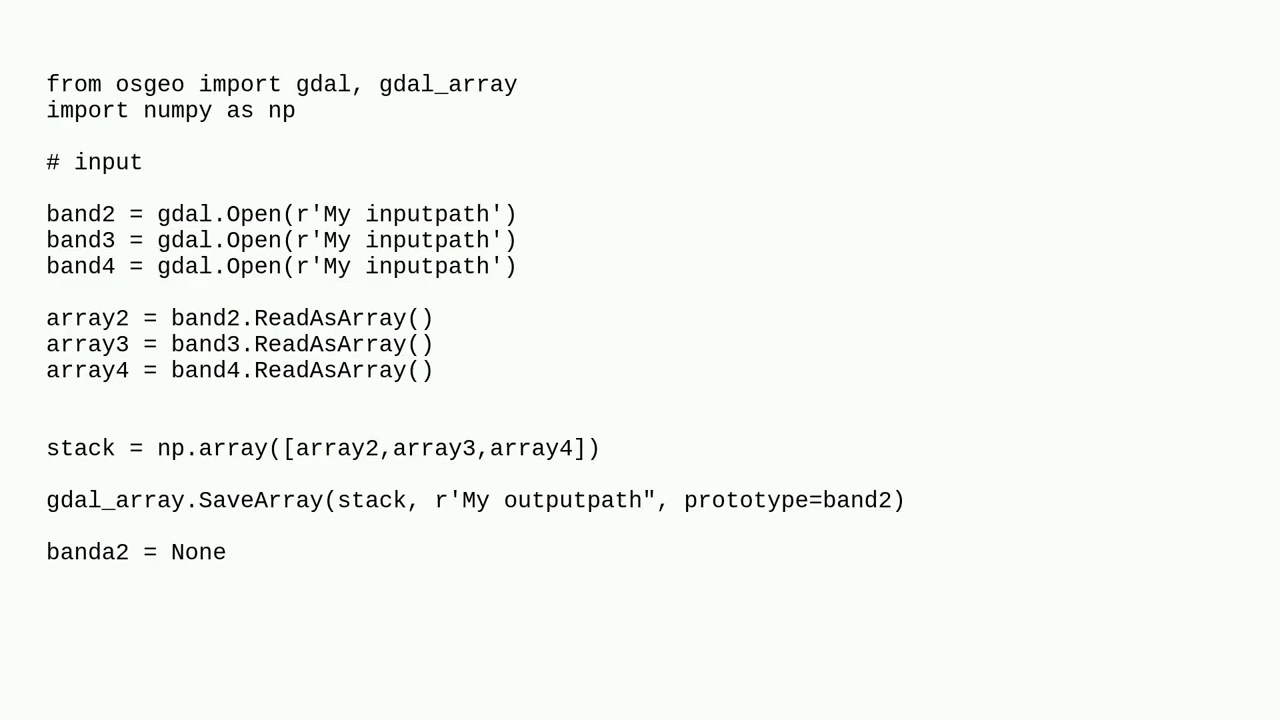 from osgeo import gdal, gdal_array
import numpy as np
# input
band2 = gdal.Open(r'My inputpath')
band3 = gdal.Open(r'My inputpath')
band4 = gdal.Open(r'My inputpath')
array2 = band2.ReadAsArray()
array3 = band3.ReadAsArray()
array4 = band4.ReadAsArray()
stack = np.array([array2,array3,array4])
gdal_array.SaveArray(stack, r'My outputpath", prototype=band2)
banda2 = None